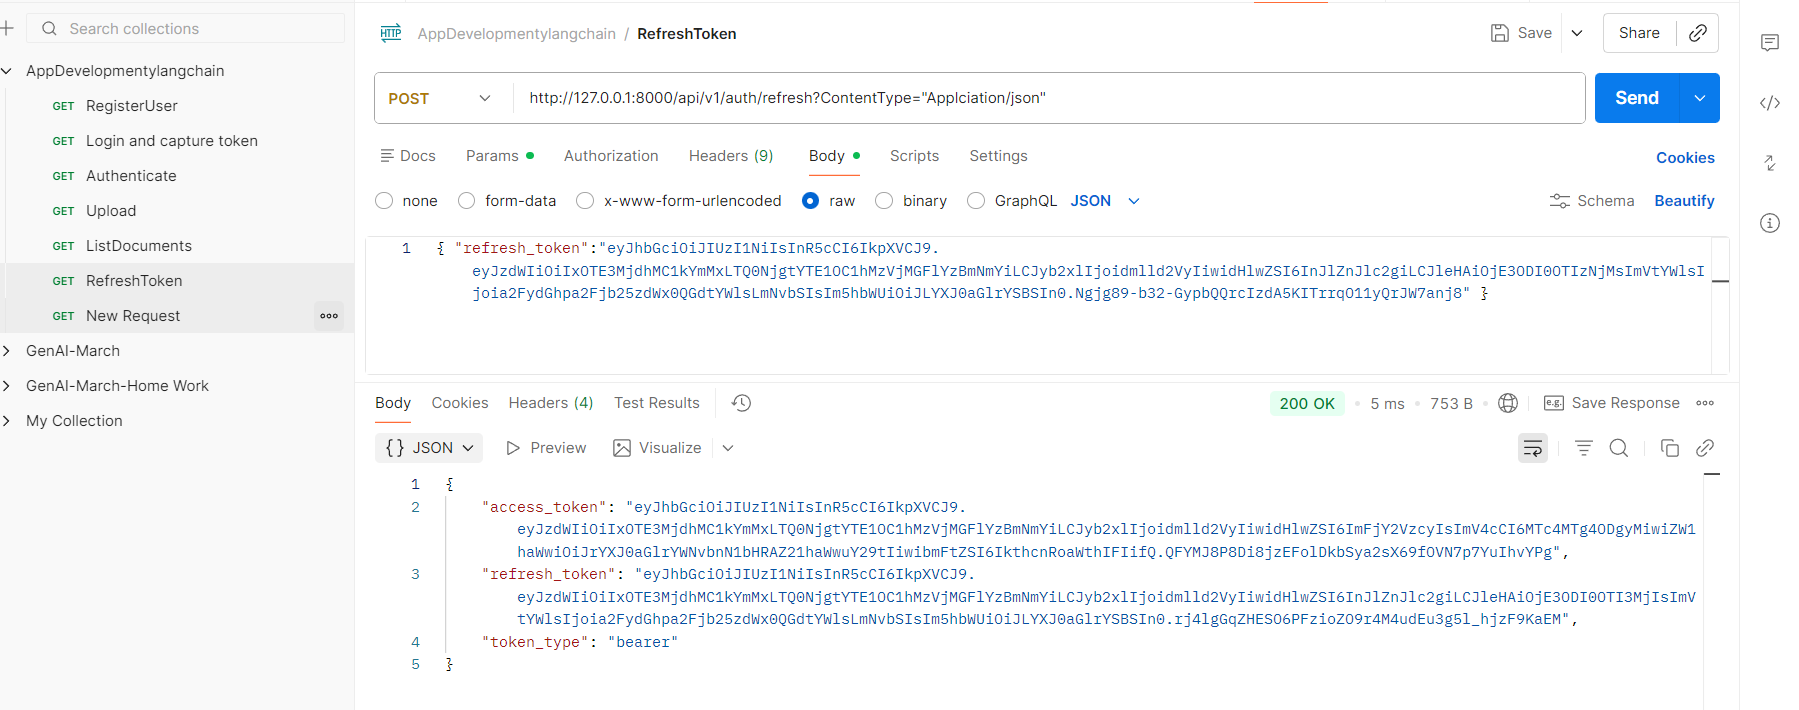 Search collections
AppDevelopmentylangchain
GET RegisterUser
GET Login and capture token
GET Authenticate
GET Upload
GET ListDocuments
GET RefreshToken
GET New Request
GenAI-March
GenAI-March-Home Work
My Collection
HTTP AppDevelopmentylangchain / RefreshToken
Save Share
POST http://127.0.0.1:8000/api/v1/auth/refresh?ContentType="Applciation/json" Send
Docs Params Authorization Headers (9) Body Scripts Settings Cookies
none form-data x-www-form-urlencoded raw binary GraphQL JSON Schema Beautify
1 { "refresh_token":"eyJhbGciOiJIUzI1NiIsInR5cCI6IkpXVCJ9.
eyJzdWIiOiIxOTE3MjdhMC1kYmMxLTQ0NjgtYTE1OC1hMzVjMGFlYzBmNmYiLCJyb2xlIjoidmlld2VyIiwidHlwZSI6InJlZnJlc2giLCJleHAiOjE3ODI0OTIzNjMsImVtYWlsI
joia2FydGhpa2Fjb25zdWx0QGdtYWlsLmNvbSIsIm5hbWUiOiJLYXJ0aGlrYSBSIn0.Ngjg89-b32-GypbQQrcIzdA5KITrrqO11yQrJW7anj8" }
Body Cookies Headers (4) Test Results 200 OK 5 ms 753 B e.g. Save Response
{} JSON Preview Visualize
1 {
2 "access_token": "eyJhbGciOiJIUzI1NiIsInR5cCI6IkpXVCJ9.
eyJzdWIiOiIxOTE3MjdhMC1kYmMxLTQ0NjgtYTE1OC1hMzVjMGFlYzBmNmYiLCJyb2xlIjoidmlld2VyIiwidHlwZSI6ImFjY2VzcyIsImV4cCI6MTc4MTg4ODgyMiwiZW1
haWwiOiJrYXJ0aGlrYWNvbnN1bHRAZ21haWwuY29tIiwibmFtZSI6IkthcnRoaWthIFIifQ.QFYMJ8P8Di8jzEFolDkbSya2sX69fOVN7p7YuIhvYPg",
3 "refresh_token": "eyJhbGciOiJIUzI1NiIsInR5cCI6IkpXVCJ9.
eyJzdWIiOiIxOTE3MjdhMC1kYmMxLTQ0NjgtYTE1OC1hMzVjMGFlYzBmNmYiLCJyb2xlIjoidmlld2VyIiwidHlwZSI6InJlZnJlc2giLCJleHAiOjE3ODI0OTI3MjIsImV
tYWlsIjoia2FydGhpa2Fjb25zdWx0QGdtYWlsLmNvbSIsIm5hbWUiOiJLYXJ0aGlrYSBSIn0.rj4lgGqZHESO6PFzioZO9r4M4udEu3g5l_hjzF9KaEM",
4 "token_type": "bearer"
5 }